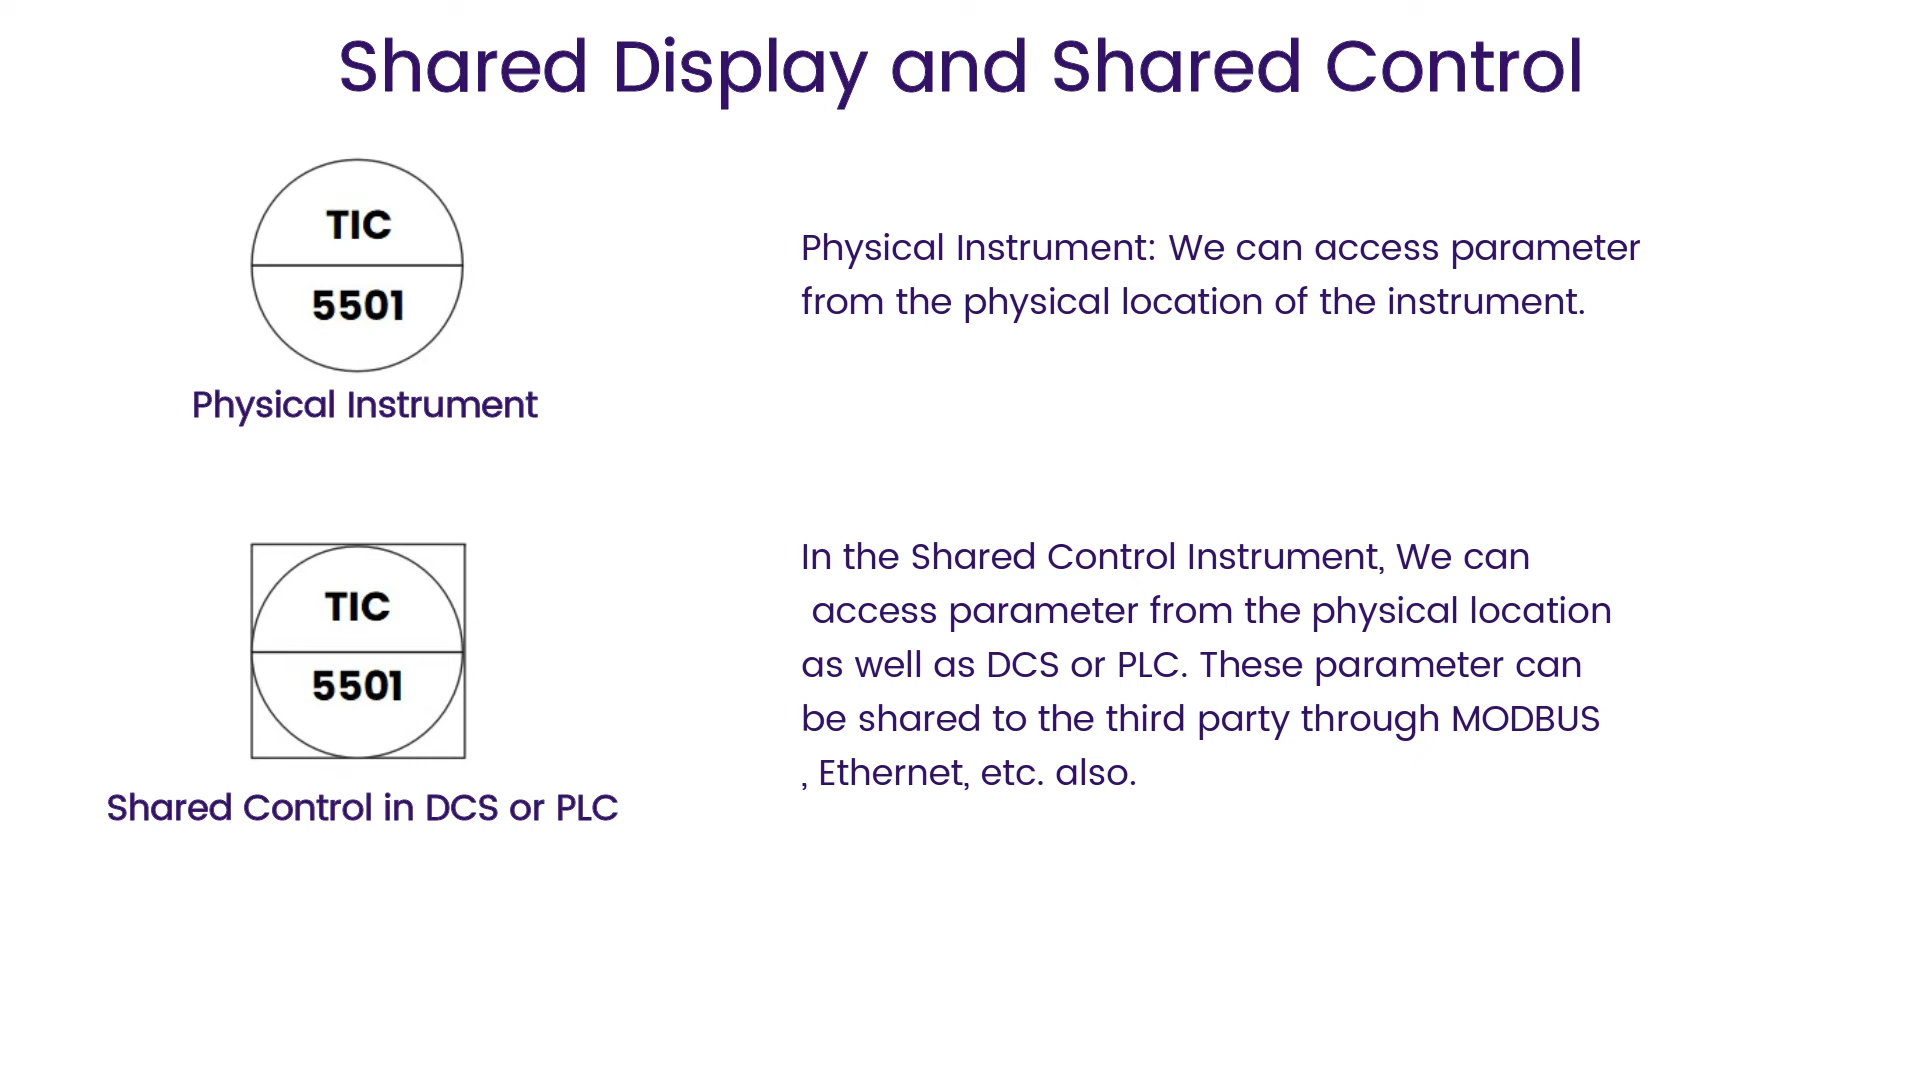 Shared Display and Shared Control
TIC
5501
Physical Instrument
Physical Instrument: We can access parameter
from the physical location of the instrument.
TIC
5501
Shared Control in DCS or PLC
In the Shared Control Instrument, We can
access parameter from the physical location
as well as DCS or PLC. These parameter can
be shared to the third party through MODBUS
, Ethernet, etc. also.